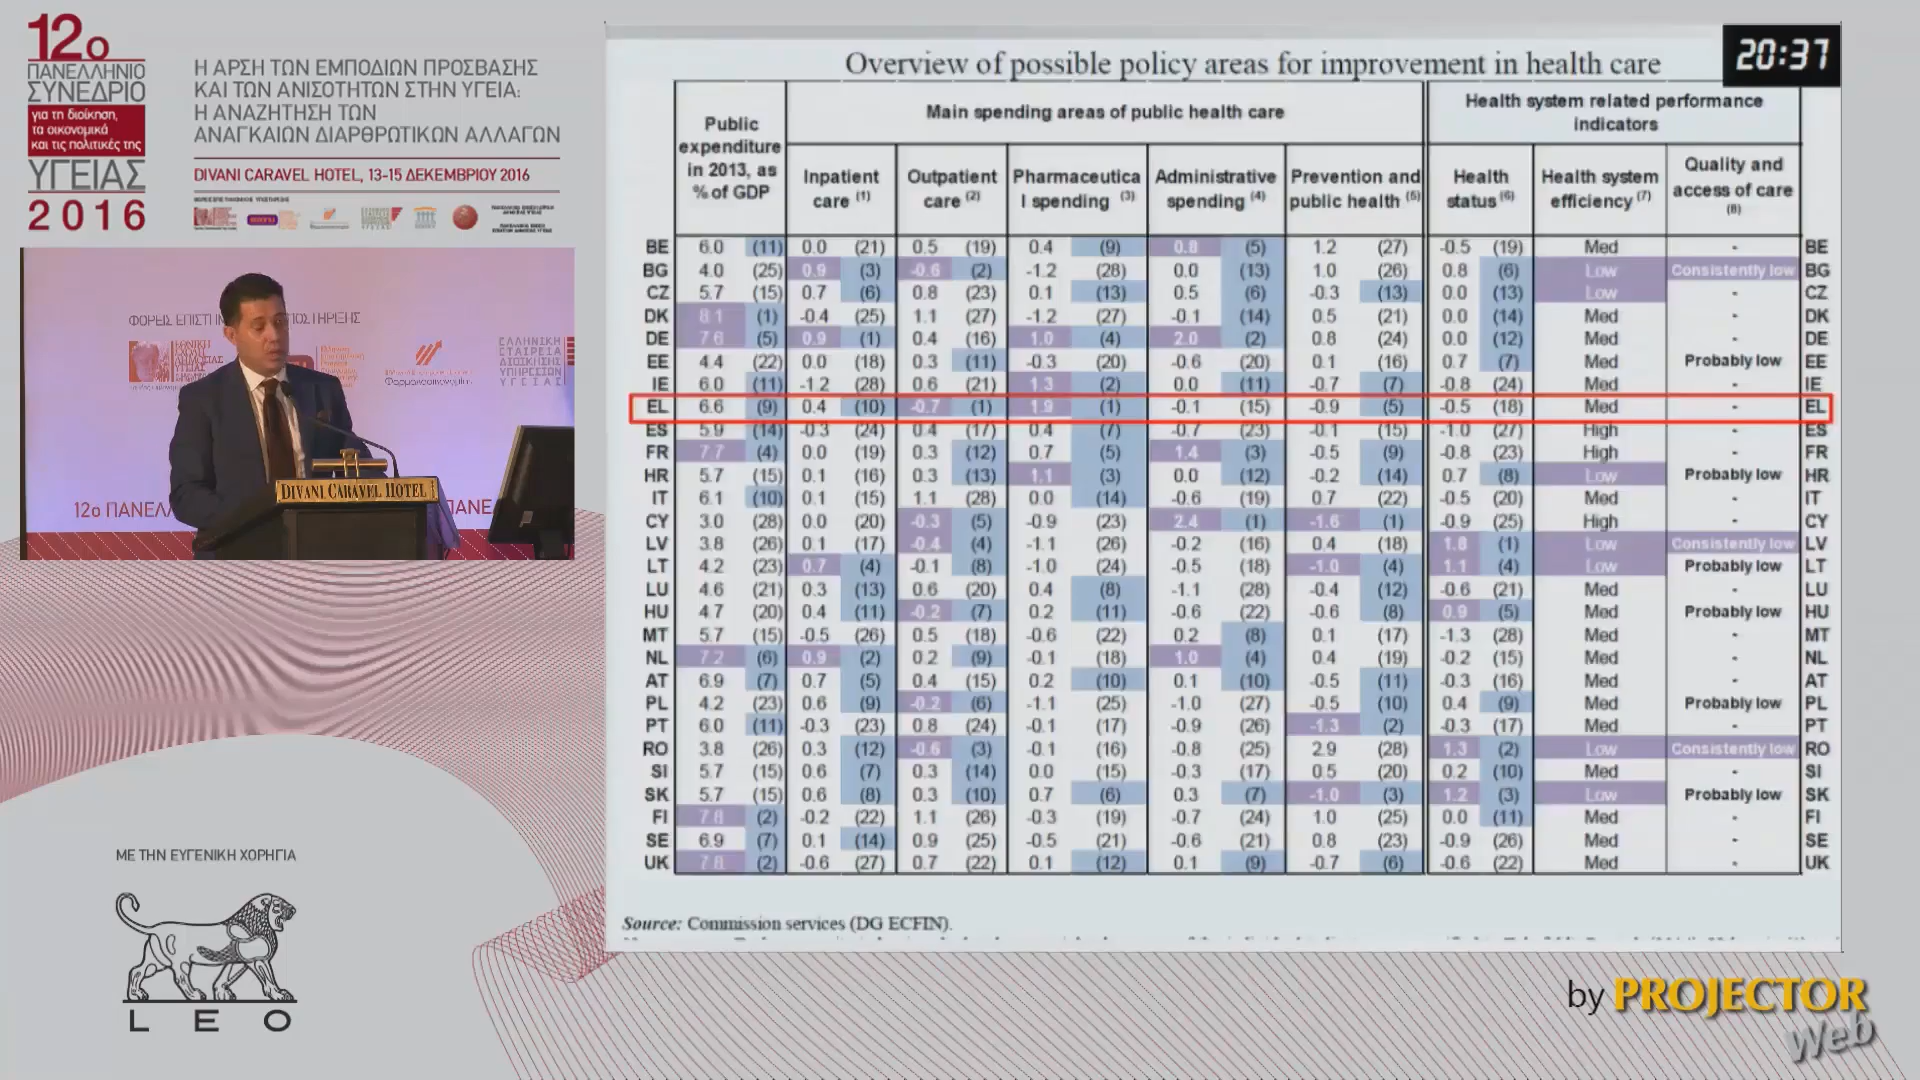 12ο
ΠΑΝΕΛΛΗΝΙΟ
ΣΥΝΕΔΡΙΟ
για τη διοίκηση,
τα οικονομικά
και τις πολιτικές της
ΥΓΕΙΑΣ
2016
Η ΑΡΣΗ ΤΩΝ ΕΜΠΟΔΙΩΝ ΠΡΟΣΒΑΣΗΣ
ΚΑΙ ΤΩΝ ΑΝΙΣΟΤΗΤΩΝ ΣΤΗΝ ΥΓΕΙΑ:
Η ΑΝΑΖΗΤΗΣΗ ΤΩΝ
ΑΝΑΓΚΑΙΩΝ ΔΙΑΡΘΡΩΤΙΚΩΝ ΑΛΛΑΓΩΝ
DIVANI CARAVEL HOTEL, 13-15 ΔΕΚΕΜΒΡΙΟΥ 2016
ΦΟΡΕΙΣ ΕΠΙΣΤ
ΕΛΛΗΝΙΚΗ
ΕΤΑΙΡΕΙΑ
ΔΙΟΙΚΗΣΗΣ
ΥΠΗΡΕΣΙΩΝ
ΥΓΕΙΑΣ
DIVANI CARAVEL HOTEL
12ο ΠΑΝΕΛΛ
ΠΑΝΕ
ΜΕ ΤΗΝ ΕΥΓΕΝΙΚΗ ΧΟΡΗΓΙΑ
LEO
20:37
Overview of possible policy areas for improvement in health care
Public expenditure in 2013, as % of GDP
Main spending areas of public health care
Health system related performance indicators
Inpatient care (1)
Outpatient care (2)
Pharmaceutica l spending (3)
Administrative spending (4)
Prevention and public health (5)
Health status (6)
Health system efficiency (7)
Quality and access of care (8)
BE 6.0 (11) 0.0 (21) 0.5 (19) 0.4 (9) 0.8 (5) 1.2 (27) -0.5 (19) Med - BE
BG 4.0 (25) 0.9 (3) -0.6 (2) -1.2 (28) 0.0 (13) 1.0 (26) 0.8 (6) Low Consistently low BG
CZ 5.7 (15) 0.7 (6) 0.8 (23) 0.1 (13) 0.5 (6) -0.3 (13) 0.0 (13) Low - CZ
DK 8.1 (1) -0.4 (25) 1.1 (27) -1.2 (27) -0.1 (14) 0.5 (21) 0.0 (14) Med - DK
DE 7.6 (5) 0.9 (1) 0.4 (16) 1.0 (4) 2.0 (2) 0.8 (24) 0.0 (12) Med - DE
EE 4.4 (22) 0.0 (18) 0.3 (11) -0.3 (20) -0.6 (20) 0.1 (16) 0.7 (7) Med Probably low EE
IE 6.0 (11) -1.2 (28) 0.6 (21) 1.3 (2) 0.0 (11) -0.7 (7) -0.8 (24) Med - IE
EL 6.6 (9) 0.4 (10) -0.7 (1) 1.9 (1) -0.1 (15) -0.9 (5) -0.5 (18) Med - EL
ES 5.9 (14) -0.3 (24) 0.4 (17) 0.4 (7) -0.7 (23) -0.1 (15) -1.0 (27) High - ES
FR 7.7 (4) 0.0 (19) 0.3 (12) 0.7 (5) 1.4 (3) -0.5 (9) -0.8 (23) High - FR
HR 5.7 (15) 0.1 (16) 0.3 (13) 1.1 (3) 0.0 (12) -0.2 (14) 0.7 (8) Low Probably low HR
IT 6.1 (10) 0.1 (15) 1.1 (28) 0.0 (14) -0.6 (19) 0.7 (22) -0.5 (20) Med - IT
CY 3.0 (28) 0.0 (20) -0.3 (5) -0.9 (23) 2.4 (1) -1.6 (1) -0.9 (25) High - CY
LV 3.8 (26) 0.1 (17) -0.4 (4) -1.1 (26) -0.2 (16) 0.4 (18) 1.8 (1) Low Consistently low LV
LT 4.2 (23) 0.7 (4) -0.1 (8) -1.0 (24) -0.5 (18) -1.0 (4) 1.1 (4) Low Probably low LT
LU 4.6 (21) 0.3 (13) 0.6 (20) 0.4 (8) -1.1 (28) -0.4 (12) -0.6 (21) Med - LU
HU 4.7 (20) 0.4 (11) -0.2 (7) 0.2 (11) -0.6 (22) -0.6 (8) 0.9 (5) Med Probably low HU
MT 5.7 (15) -0.5 (26) 0.5 (18) -0.6 (22) 0.2 (8) 0.1 (17) -1.3 (28) Med - MT
NL 7.2 (6) 0.9 (2) 0.2 (9) -0.1 (18) 1.0 (4) 0.4 (19) -0.2 (15) Med - NL
AT 6.9 (7) 0.7 (5) 0.4 (15) 0.2 (10) 0.1 (10) -0.5 (11) -0.3 (16) Med - AT
PL 4.2 (23) 0.6 (9) -0.2 (6) -1.1 (25) -1.0 (27) -0.5 (10) 0.4 (9) Med Probably low PL
PT 6.0 (11) -0.3 (23) 0.8 (24) -0.1 (17) -0.9 (26) -1.3 (2) -0.3 (17) Med - PT
RO 3.8 (26) 0.3 (12) -0.6 (3) -0.1 (16) -0.8 (25) 2.9 (28) 1.3 (2) Low Consistently low RO
SI 5.7 (15) 0.6 (7) 0.3 (14) 0.0 (15) -0.3 (17) 0.5 (20) 0.2 (10) Med - SI
SK 5.7 (15) 0.6 (8) 0.3 (10) 0.7 (6) 0.3 (7) -1.0 (3) 1.2 (3) Low Probably low SK
FI 7.8 (2) -0.2 (22) 1.1 (26) -0.3 (19) -0.7 (24) 1.0 (25) 0.0 (11) Med - FI
SE 6.9 (7) 0.1 (14) 0.9 (25) -0.5 (21) -0.6 (21) 0.8 (23) -0.9 (26) Med - SE
UK 7.8 (2) -0.6 (27) 0.7 (22) 0.1 (12) 0.1 (9) -0.7 (6) -0.6 (22) Med - UK
Source: Commission services (DG ECFIN).
by PROJECTOR
Web